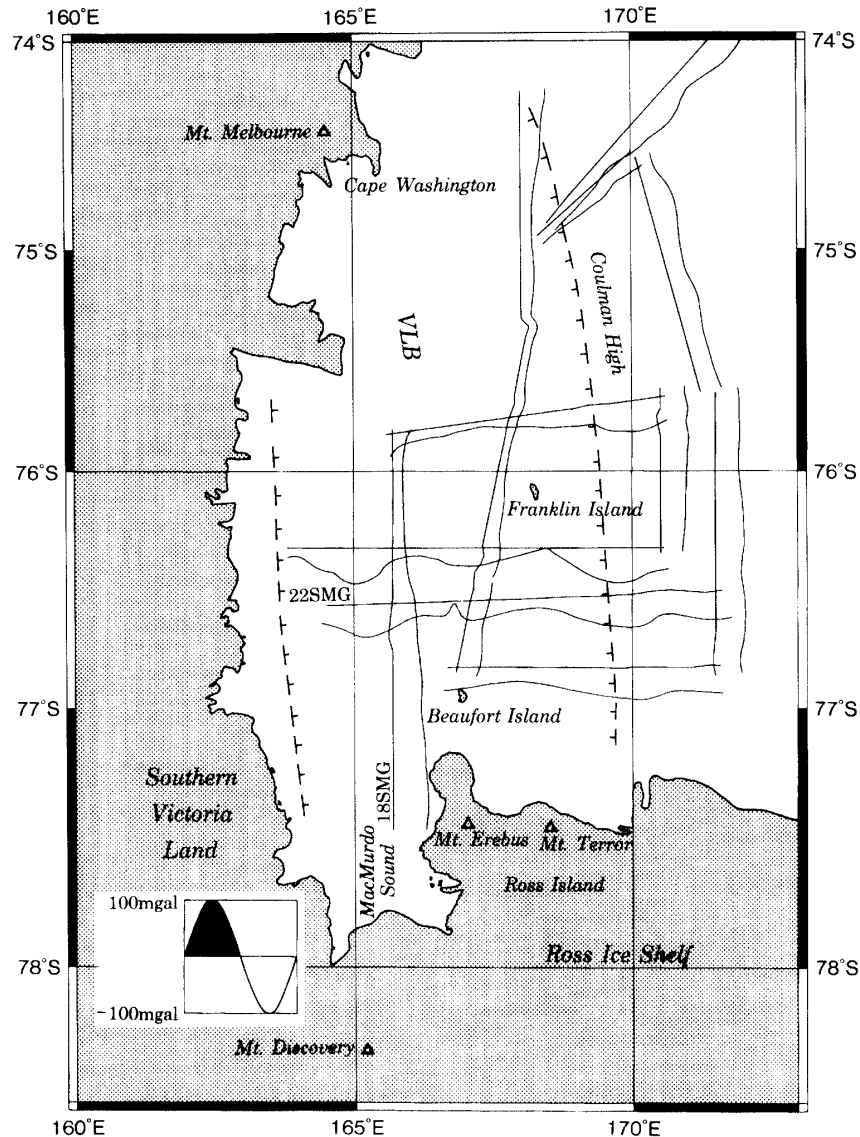 160°E
165°E
170°E
74°S
74°S
Mt. Melbourne
Cape Washington
75°S
75°S
Coulman High
VLB
76°S
76°S
Franklin Island
22SMG
77°S
77°S
Beaufort Island
Southern
Victoria
Land
18SMG
MacMurdo
Sound
Mt. Erebus
Mt. Terror
Ross Island
100mgal
-100mgal
Ross Ice Shelf
78°S
78°S
Mt. Discovery
160°E
165°E
170°E